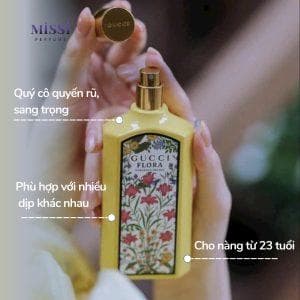 MISSI
PERFUME
Quý cô quyến rũ,
sang trọng
GUCCI
FLORA
Phù hợp với nhiều
dịp khác nhau
Cho nàng từ 23 tuổi